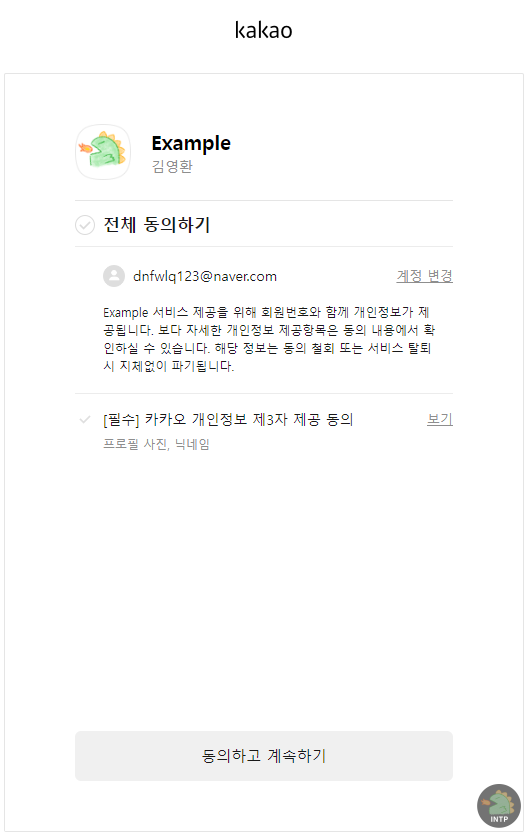 kakao
Example
김영환
전체 동의하기
dnfwlq123@naver.com 계정 변경
Example 서비스 제공을 위해 회원번호와 함께 개인정보가 제
공됩니다. 보다 자세한 개인정보 제공항목은 동의 내용에서 확
인하실 수 있습니다. 해당 정보는 동의 철회 또는 서비스 탈퇴
시 지체없이 파기됩니다.
[필수] 카카오 개인정보 제3자 제공 동의 보기
프로필 사진, 닉네임
동의하고 계속하기
INTP